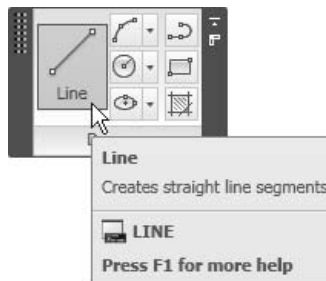 Line
Line
Creates straight line segments
LINE
Press F1 for more help